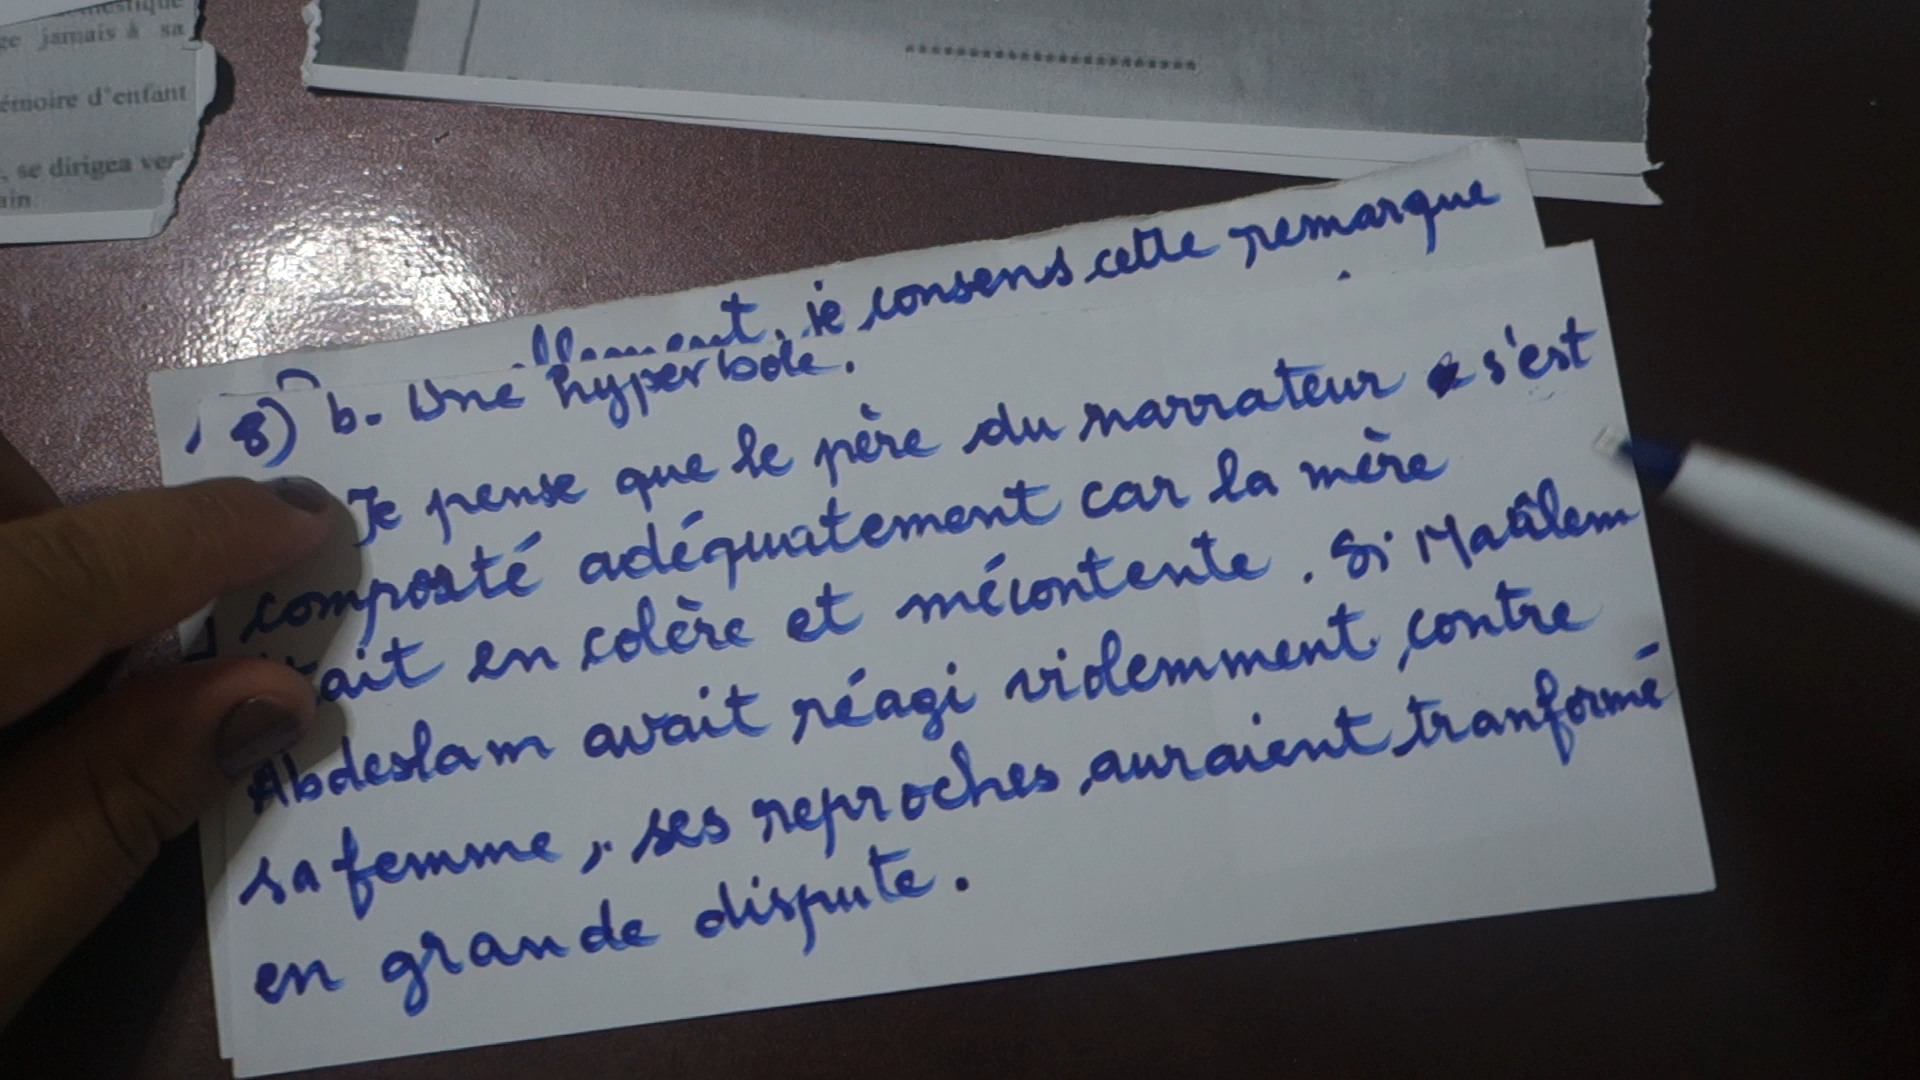 jamais à sa
émoire d'enfant
, se dirigea ver
ain
je consens cette remarque
8) b. Une hyperbole.
Je pense que le père du narrateur s'est
comporté adéquatement car la mère
tait en colère et mécontente. Si Maâlem
Abdeslam avait réagi violemment contre
sa femme, ses reproches auraient tranformé
en grande dispute.